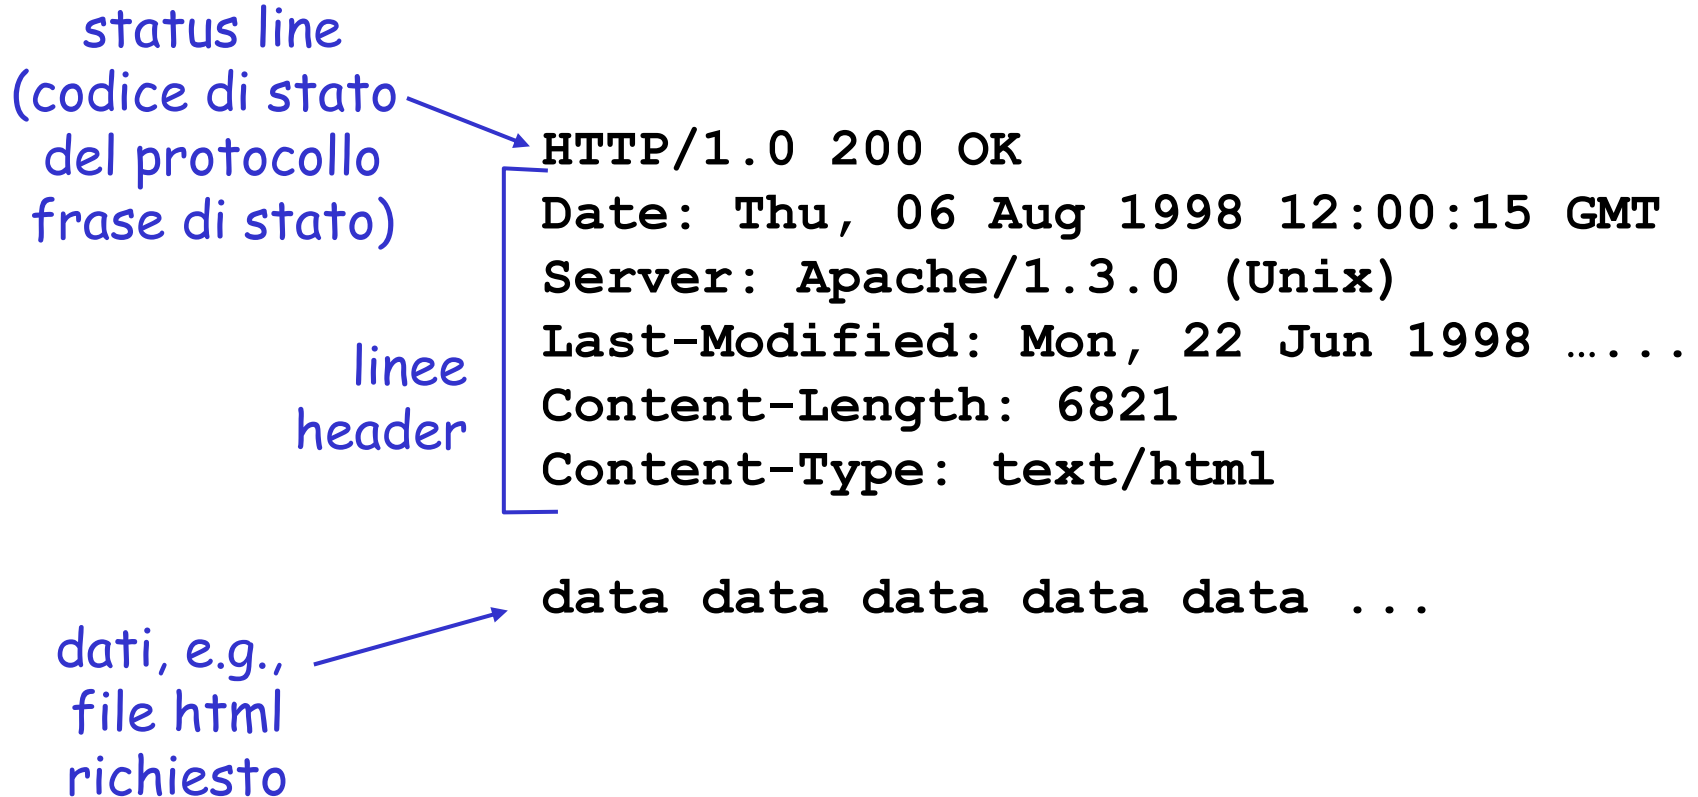 status line
(codice di stato
del protocollo
frase di stato)
HTTP/1.0 200 OK
Date: Thu, 06 Aug 1998 12:00:15 GMT
Server: Apache/1.3.0 (Unix)
Last-Modified: Mon, 22 Jun 1998 …...
Content-Length: 6821
Content-Type: text/html
linee
header
data data data data data ...
dati, e.g.,
file html
richiesto